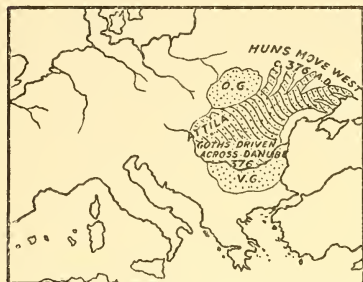 HUNS MOVE WEST
C. 376 A.D.
O.G.
ATTILA
GOTHS DRIVEN
ACROSS DANUBE
376
V.G.